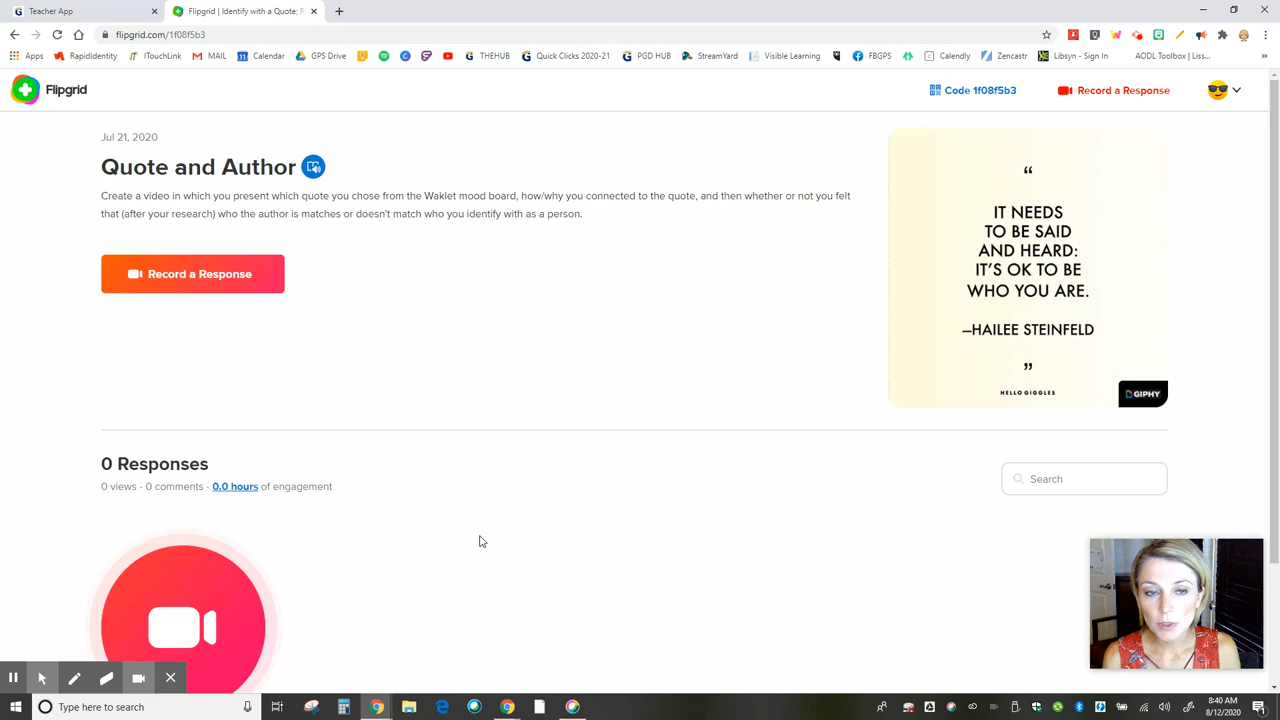 Teacher App
Flipgrid | Identify with a Quote; R
flipgrid.com/1f08f5b3
Apps RapidIdentity ITouchLink MAIL Calendar GPS Drive THEHUB Quick Clicks 2020-21 PGD HUB StreamYard Visible Learning FBGPS Calendly Zencastr Libsyn - Sign In AODL Toolbox | Liss...
Flipgrid
Code 1f08f5b3
Record a Response
Jul 21, 2020
Quote and Author
Create a video in which you present which quote you chose from the Waklet mood board, how/why you connected to the quote, and then whether or not you felt
that (after your research) who the author is matches or doesn't match who you identify with as a person.
Record a Response
“
IT NEEDS
TO BE SAID
AND HEARD:
IT'S OK TO BE
WHO YOU ARE.
—HAILEE STEINFELD
”
HELLO GIGGLES
GIPHY
0 Responses
0 views · 0 comments · 0.0 hours of engagement
Search
Type here to search
8:40 AM
8/12/2020